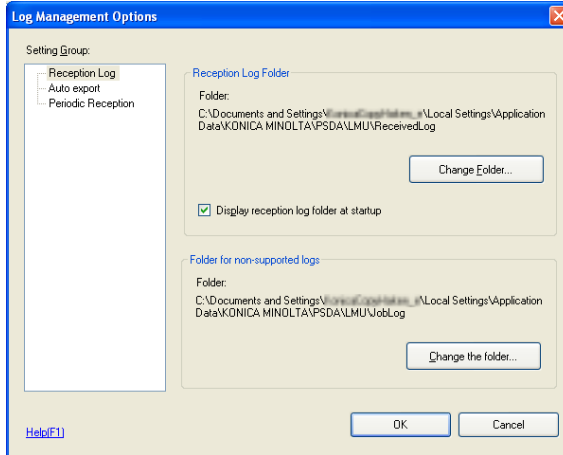 Log Management Options
Setting Group:
Reception Log
Auto export
Periodic Reception
Reception Log Folder
Folder:
C:\Documents and Settings\ \Local Settings\Application
Data\KONICA MINOLTA\PSDA\LMU\ReceivedLog
Change Folder...
Display reception log folder at startup
Folder for non-supported logs
Folder:
C:\Documents and Settings\ \Local Settings\Application
Data\KONICA MINOLTA\PSDA\LMU\JobLog
Change the folder...
Help(F1)
OK
Cancel